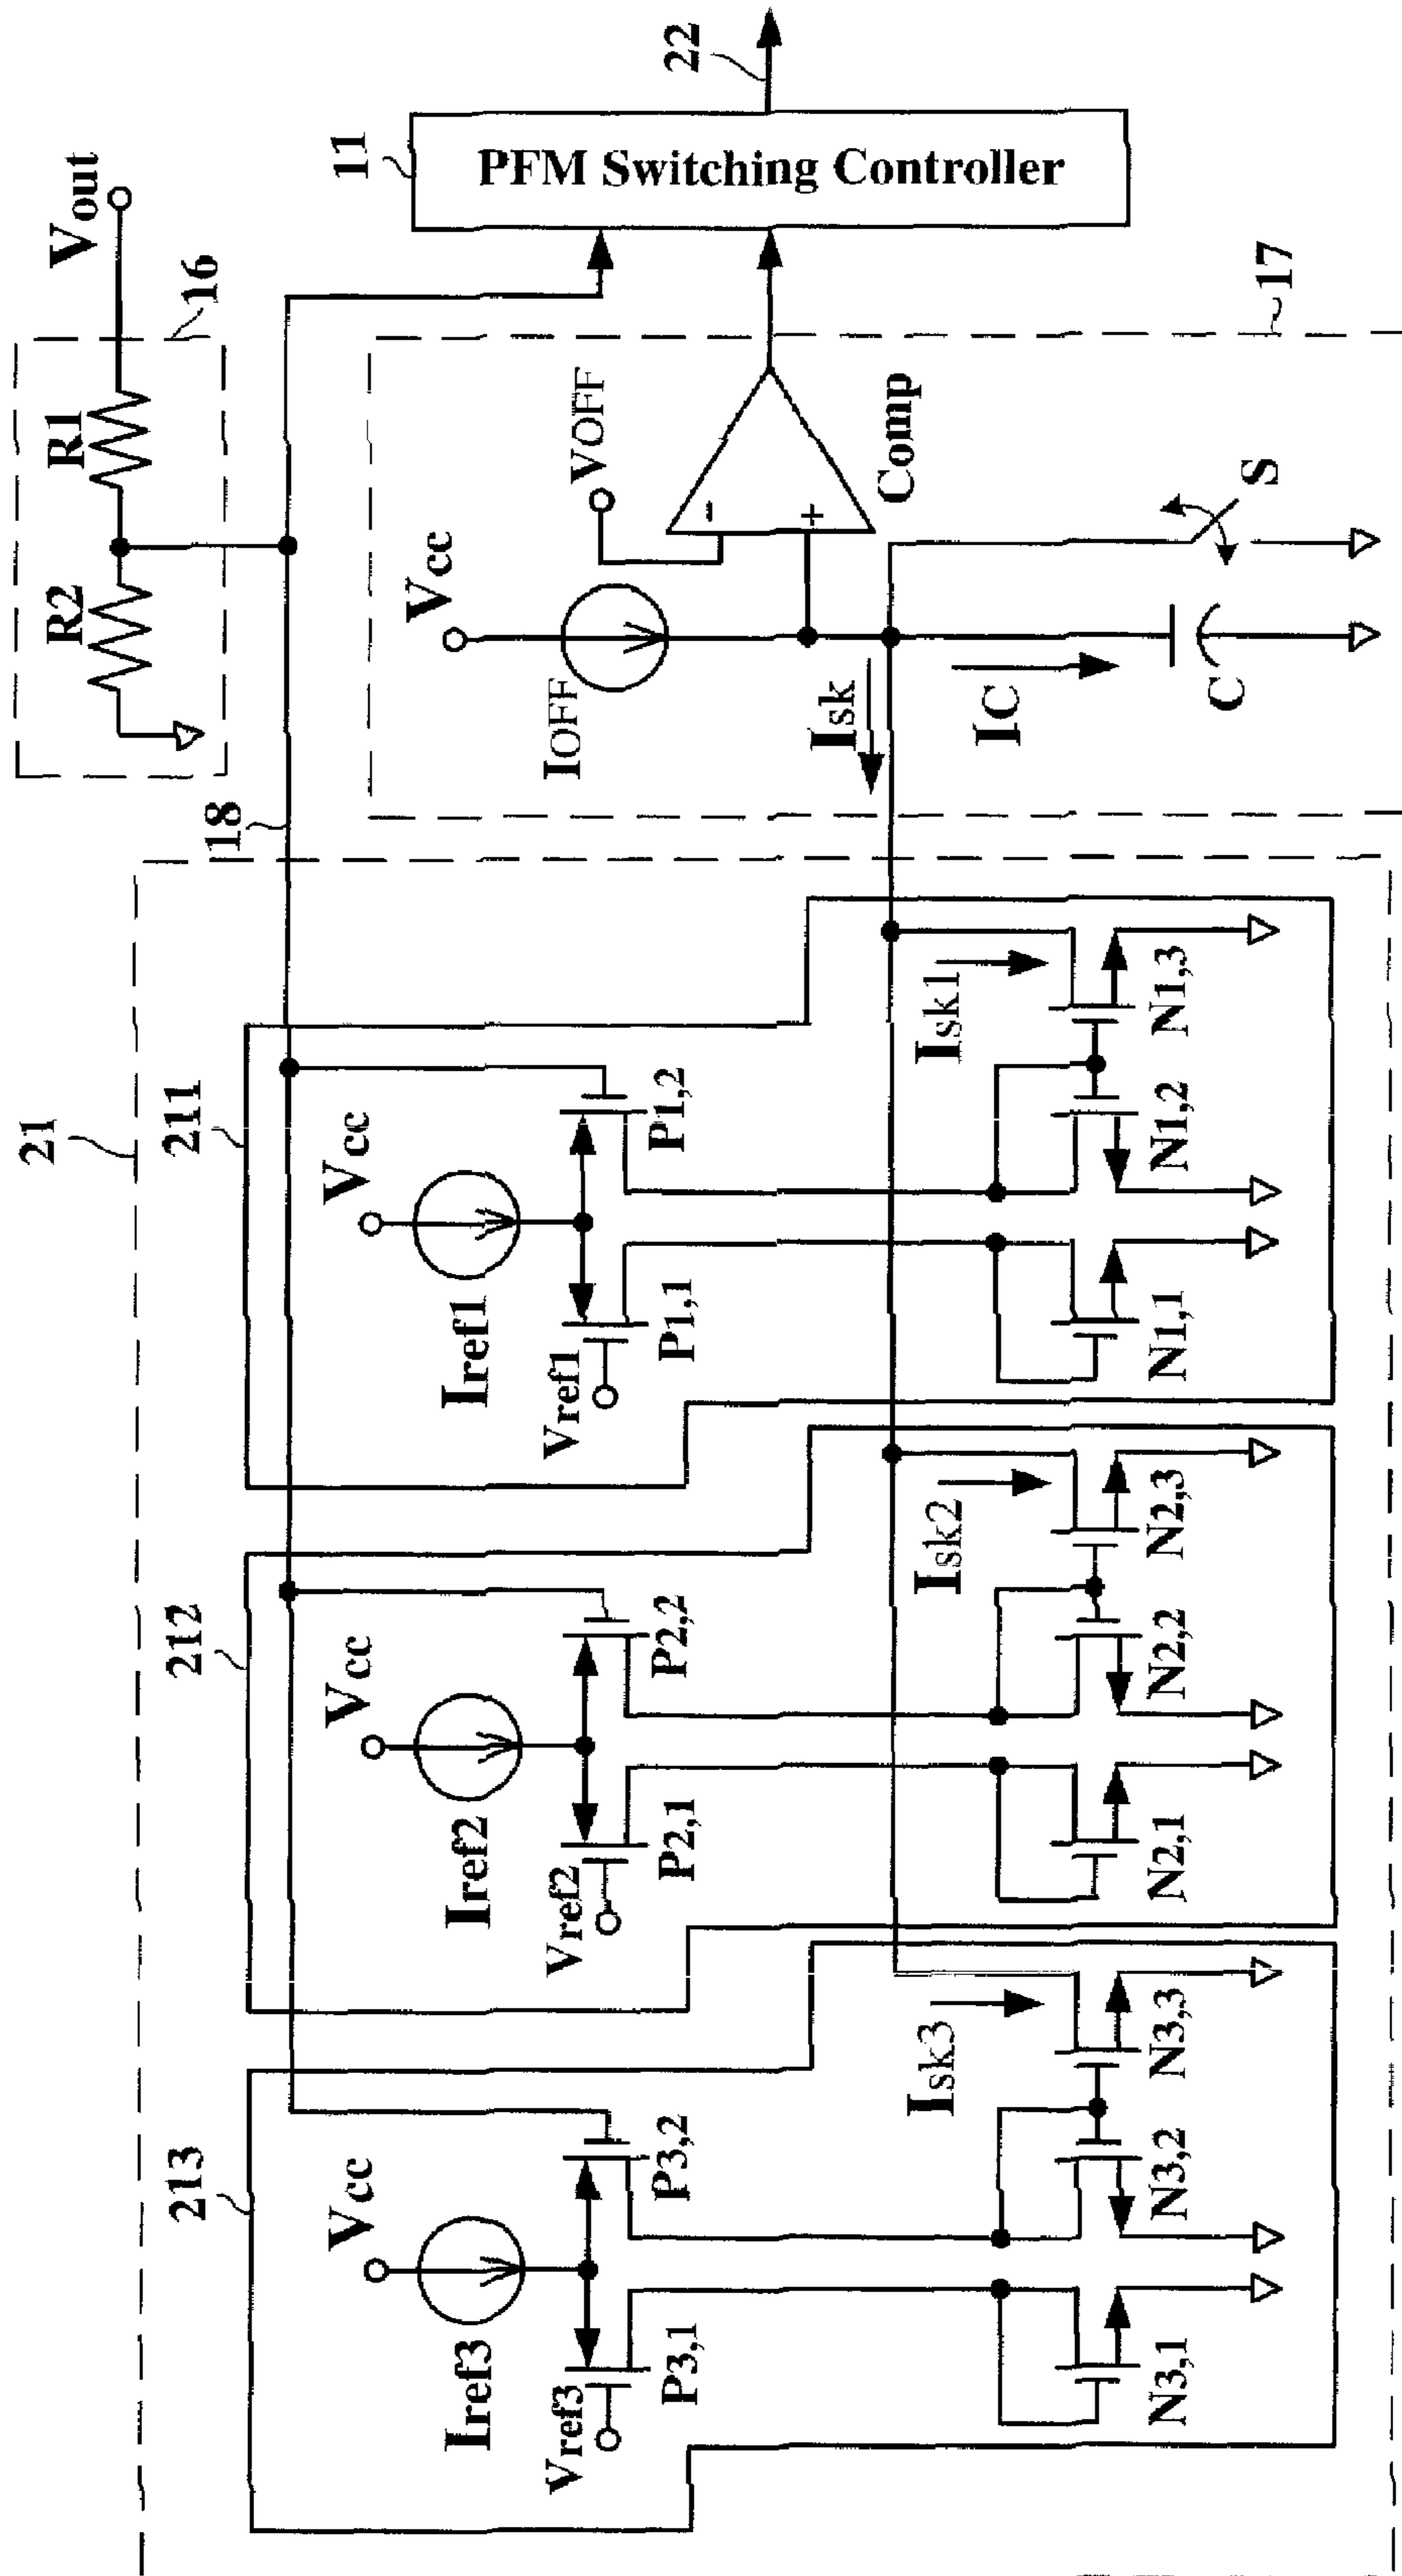 21
213
212
211
18
16
R2
R1
Vout
Vcc
Vcc
Vcc
Iref3
Iref2
Iref1
Vref3
Vref2
Vref1
P3,1
P3,2
P2,1
P2,2
P1,1
P1,2
Isk3
Isk2
Isk1
N3,1
N3,2
N3,3
N2,1
N2,2
N2,3
N1,1
N1,2
N1,3
Vcc
IOFF
VOFF
-
+
Comp
Isk
IC
C
S
17
11
PFM Switching Controller
22